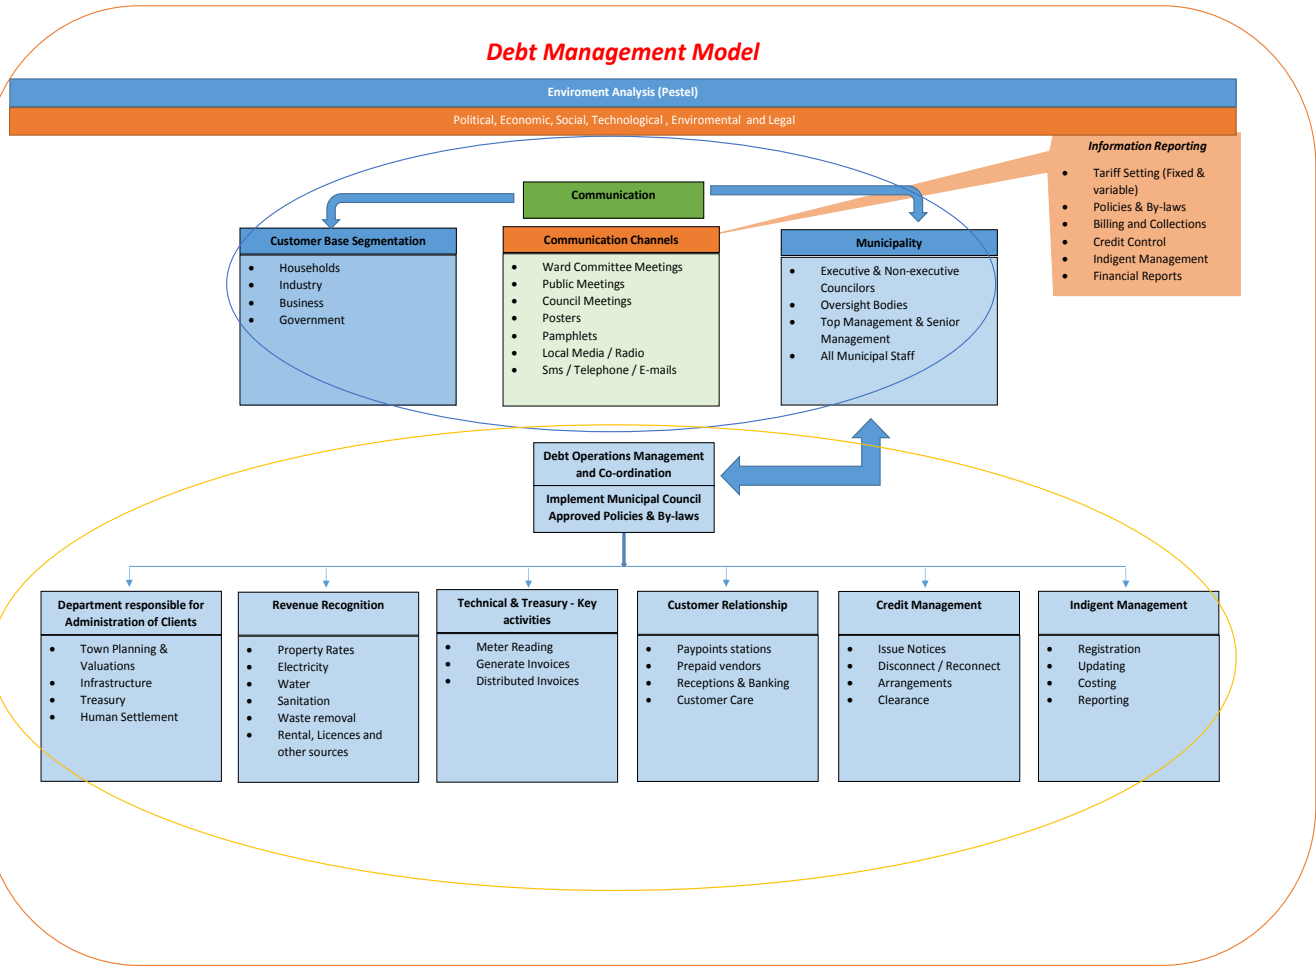 Debt Management Model
Enviroment Analysis (Pestel)
Political, Economic, Social, Technological , Enviromental and Legal
Information Reporting
• Tariff Setting (Fixed &
variable)
• Policies & By-laws
• Billing and Collections
• Credit Control
• Indigent Management
• Financial Reports
Communication
Customer Base Segmentation
• Households
• Industry
• Business
• Government
Communication Channels
• Ward Committee Meetings
• Public Meetings
• Council Meetings
• Posters
• Pamphlets
• Local Media / Radio
• Sms / Telephone / E-mails
Municipality
• Executive & Non-executive
Councilors
• Oversight Bodies
• Top Management & Senior
Management
• All Municipal Staff
Debt Operations Management
and Co-ordination
Implement Municipal Council
Approved Policies & By-laws
Department responsible for
Administration of Clients
• Town Planning &
Valuations
• Infrastructure
• Treasury
• Human Settlement
Revenue Recognition
• Property Rates
• Electricity
• Water
• Sanitation
• Waste removal
• Rental, Licences and
other sources
Technical & Treasury - Key
activities
• Meter Reading
• Generate Invoices
• Distributed Invoices
Customer Relationship
• Paypoints stations
• Prepaid vendors
• Receptions & Banking
• Customer Care
Credit Management
• Issue Notices
• Disconnect / Reconnect
• Arrangements
• Clearance
Indigent Management
• Registration
• Updating
• Costing
• Reporting